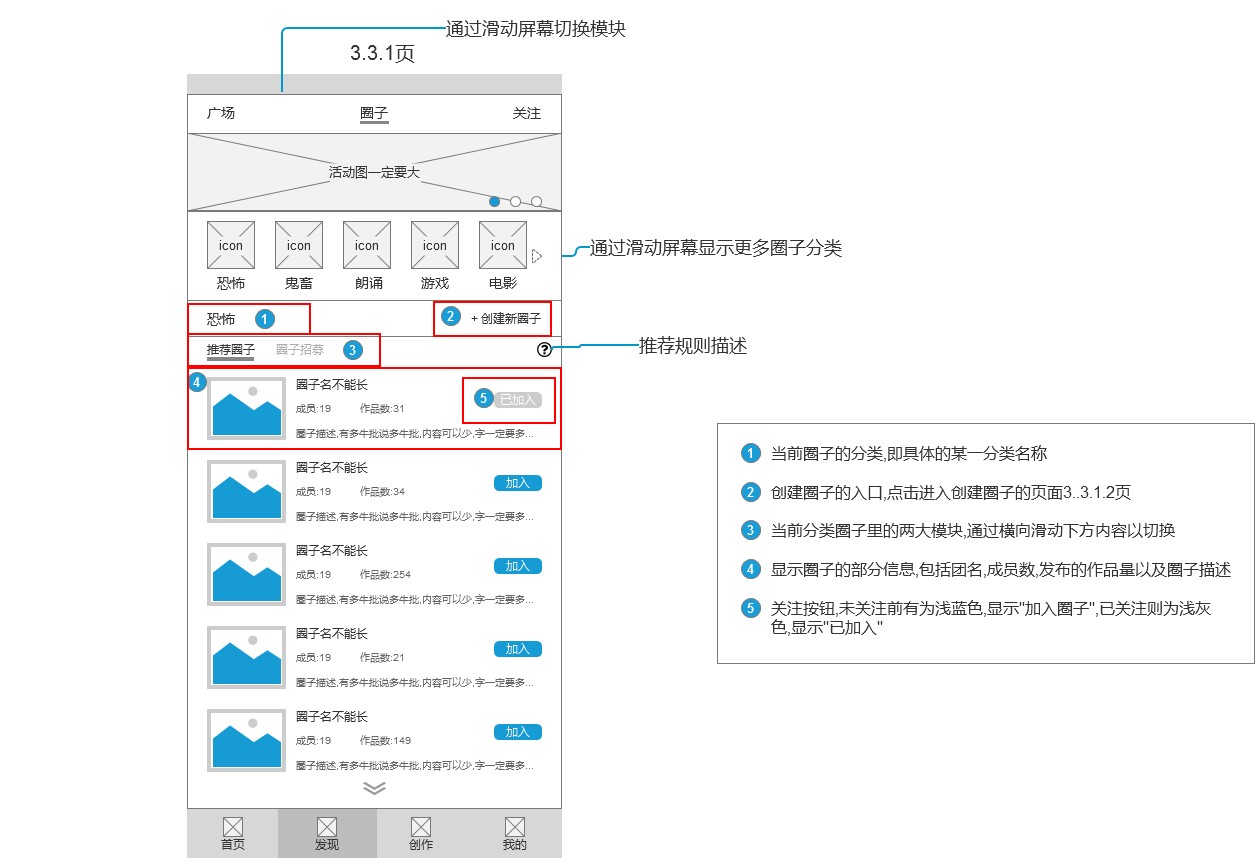 通过滑动屏幕切换模块
3.3.1页
广场 圈子 关注
活动图一定要大
icon icon icon icon icon
恐怖 鬼畜 朗诵 游戏 电影
通过滑动屏幕显示更多圈子分类
恐怖 1 2 + 创建新圈子
推荐圈子 圈子招募 3 ?
推荐规则描述
4 圈子名不能长
成员:19 作品数:31 5 已加入
圈子描述,有多牛批说多牛批,内容可以少,字一定要多...
圈子名不能长
成员:19 作品数:34 加入
圈子描述,有多牛批说多牛批,内容可以少,字一定要多...
圈子名不能长
成员:19 作品数:254 加入
圈子描述,有多牛批说多牛批,内容可以少,字一定要多...
圈子名不能长
成员:19 作品数:21 加入
圈子描述,有多牛批说多牛批,内容可以少,字一定要多...
圈子名不能长
成员:19 作品数:149 加入
圈子描述,有多牛批说多牛批,内容可以少,字一定要多...
首页 发现 创作 我的
1 当前圈子的分类,即具体的某一分类名称
2 创建圈子的入口,点击进入创建圈子的页面3..3.1.2页
3 当前分类圈子里的两大模块,通过横向滑动下方内容以切换
4 显示圈子的部分信息,包括团名,成员数,发布的作品量以及圈子描述
5 关注按钮,未关注前有为浅蓝色,显示"加入圈子",已关注则为浅灰
色,显示"已加入"